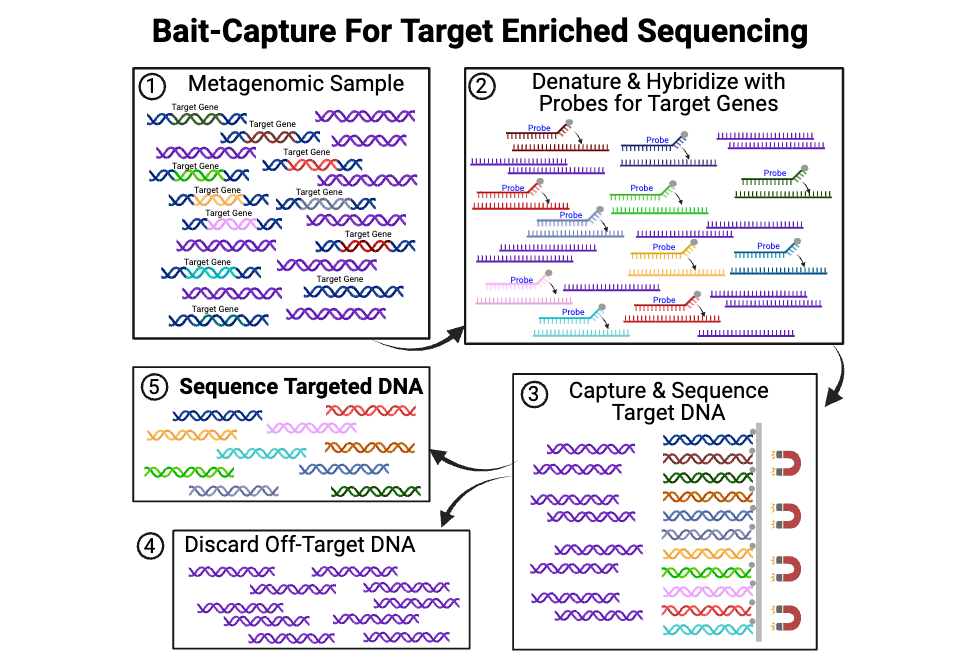 Bait-Capture For Target Enriched Sequencing
1 Metagenomic Sample
Target Gene
Target Gene
Target Gene
Target Gene
Target Gene
Target Gene
Target Gene
Target Gene
Target Gene
Target Gene
Target Gene
2 Denature & Hybridize with
Probes for Target Genes
Probe
Probe
Probe
Probe
Probe
Probe
Probe
Probe
Probe
Probe
Probe
5 Sequence Targeted DNA
3 Capture & Sequence
Target DNA
4 Discard Off-Target DNA